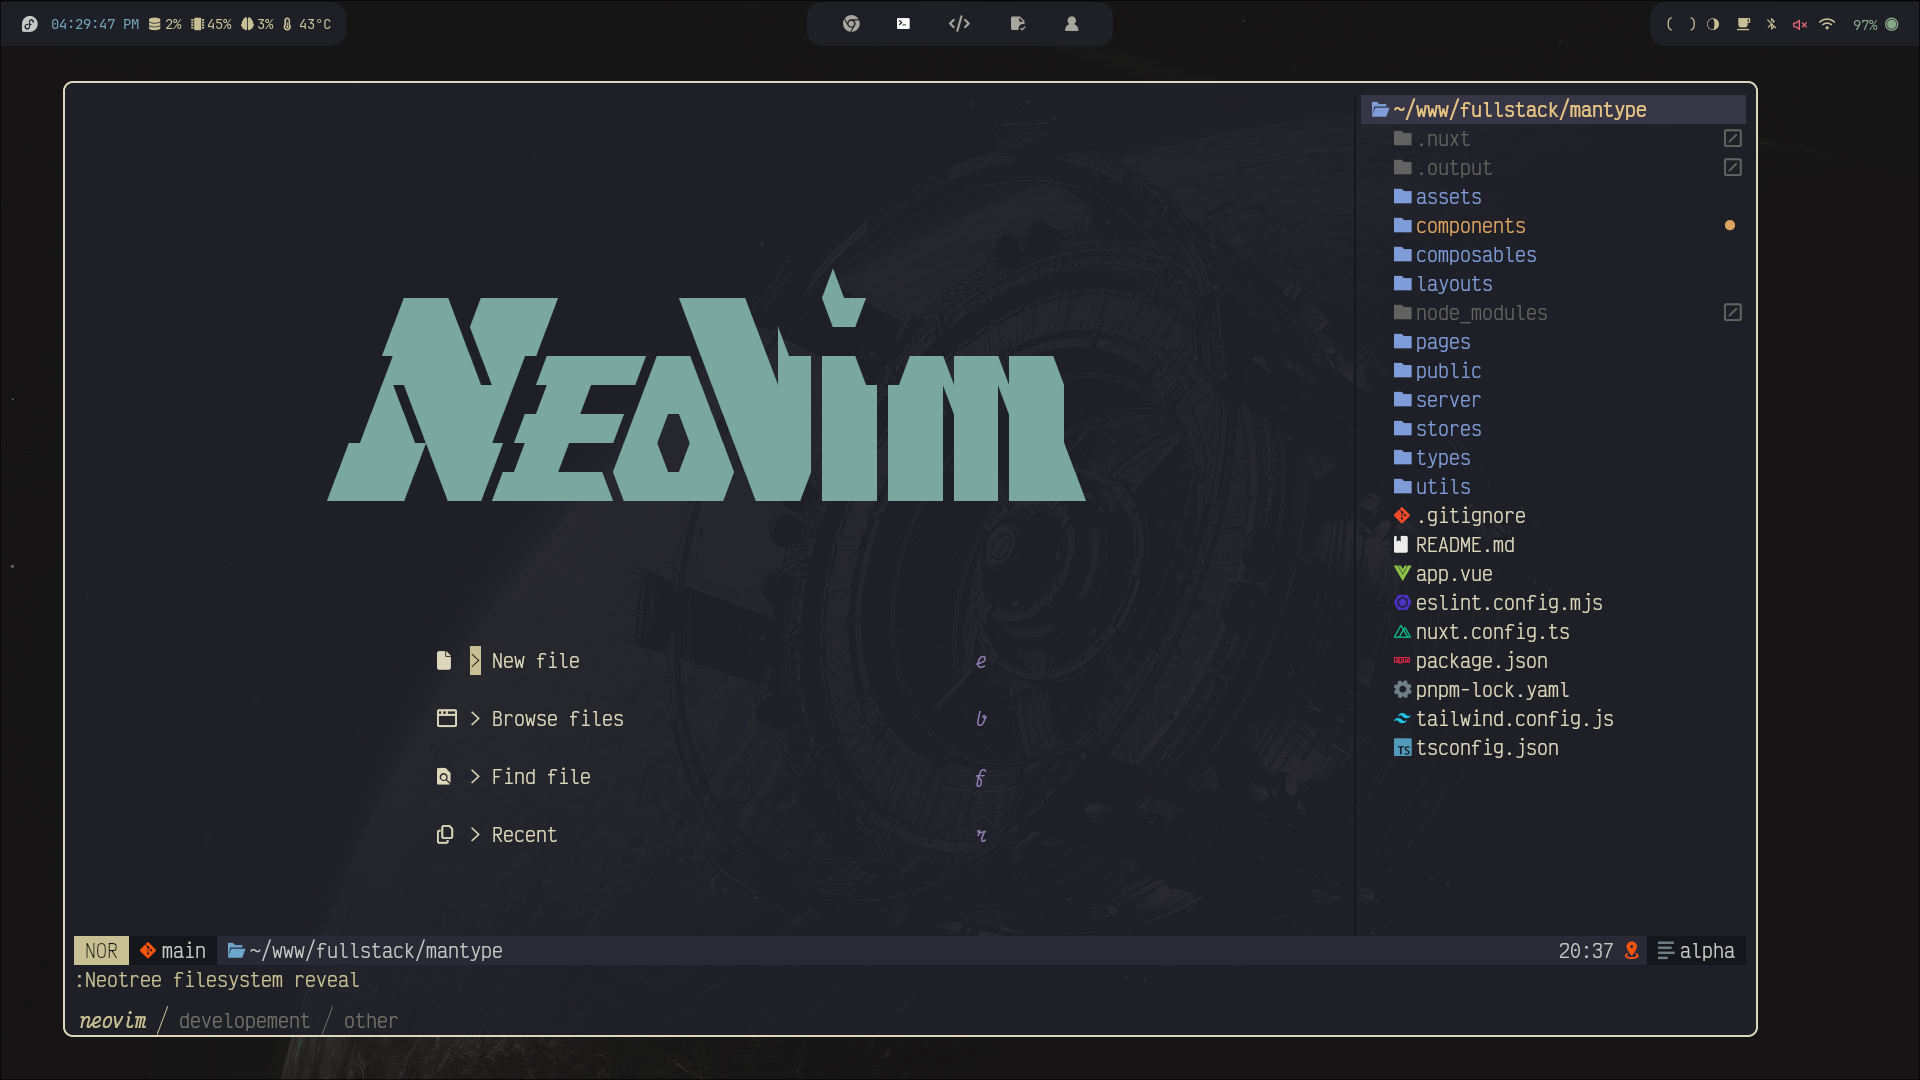 04:29:47 PM 2% 45% 3% 43°C
97%
NEOVIM
New file e
Browse files b
Find file f
Recent r
~/www/fullstack/mantype
.nuxt
.output
assets
components
composables
layouts
node_modules
pages
public
server
stores
types
utils
.gitignore
README.md
app.vue
eslint.config.mjs
nuxt.config.ts
package.json
pnpm-lock.yaml
tailwind.config.js
TS tsconfig.json
NOR main ~/www/fullstack/mantype 20:37 alpha
:Neotree filesystem reveal
neovim / developement / other